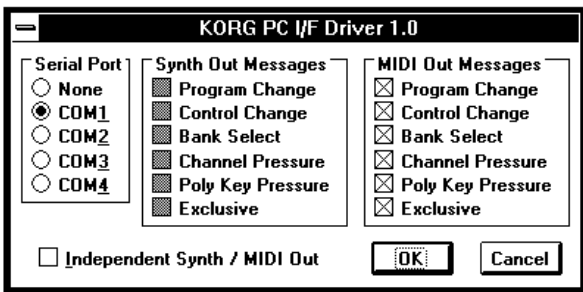 KORG PC I/F Driver 1.0
Serial Port
None
COM1
COM2
COM3
COM4
Synth Out Messages
Program Change
Control Change
Bank Select
Channel Pressure
Poly Key Pressure
Exclusive
MIDI Out Messages
Program Change
Control Change
Bank Select
Channel Pressure
Poly Key Pressure
Exclusive
Independent Synth / MIDI Out
OK
Cancel